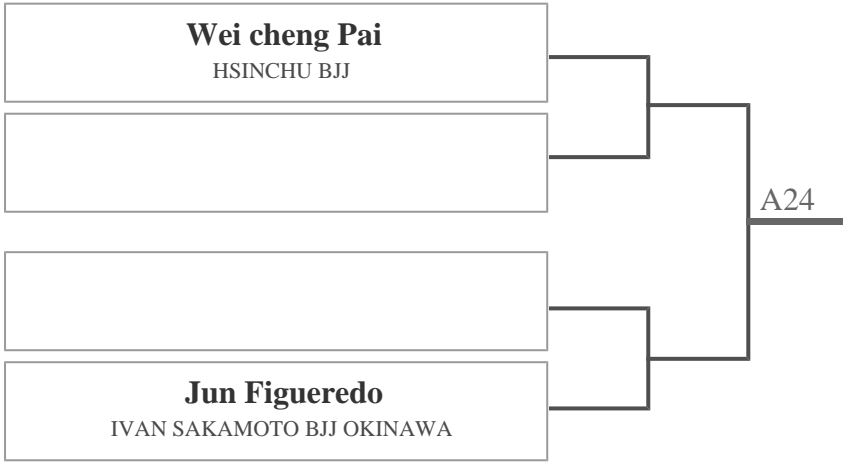 Wei cheng Pai
HSINCHU BJJ
A24
Jun Figueredo
IVAN SAKAMOTO BJJ OKINAWA